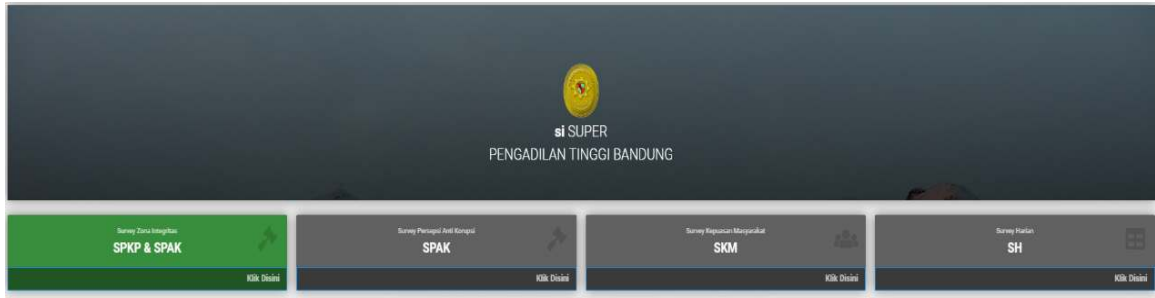 si SUPER
PENGADILAN TINGGI BANDUNG
Survey Zona Integritas
SPKP & SPAK
Klik Disini
Survey Persepsi Anti Korupsi
SPAK
Klik Disini
Survey Kepuasan Masyarakat
SKM
Klik Disini
Survey Harian
SH
Klik Disini